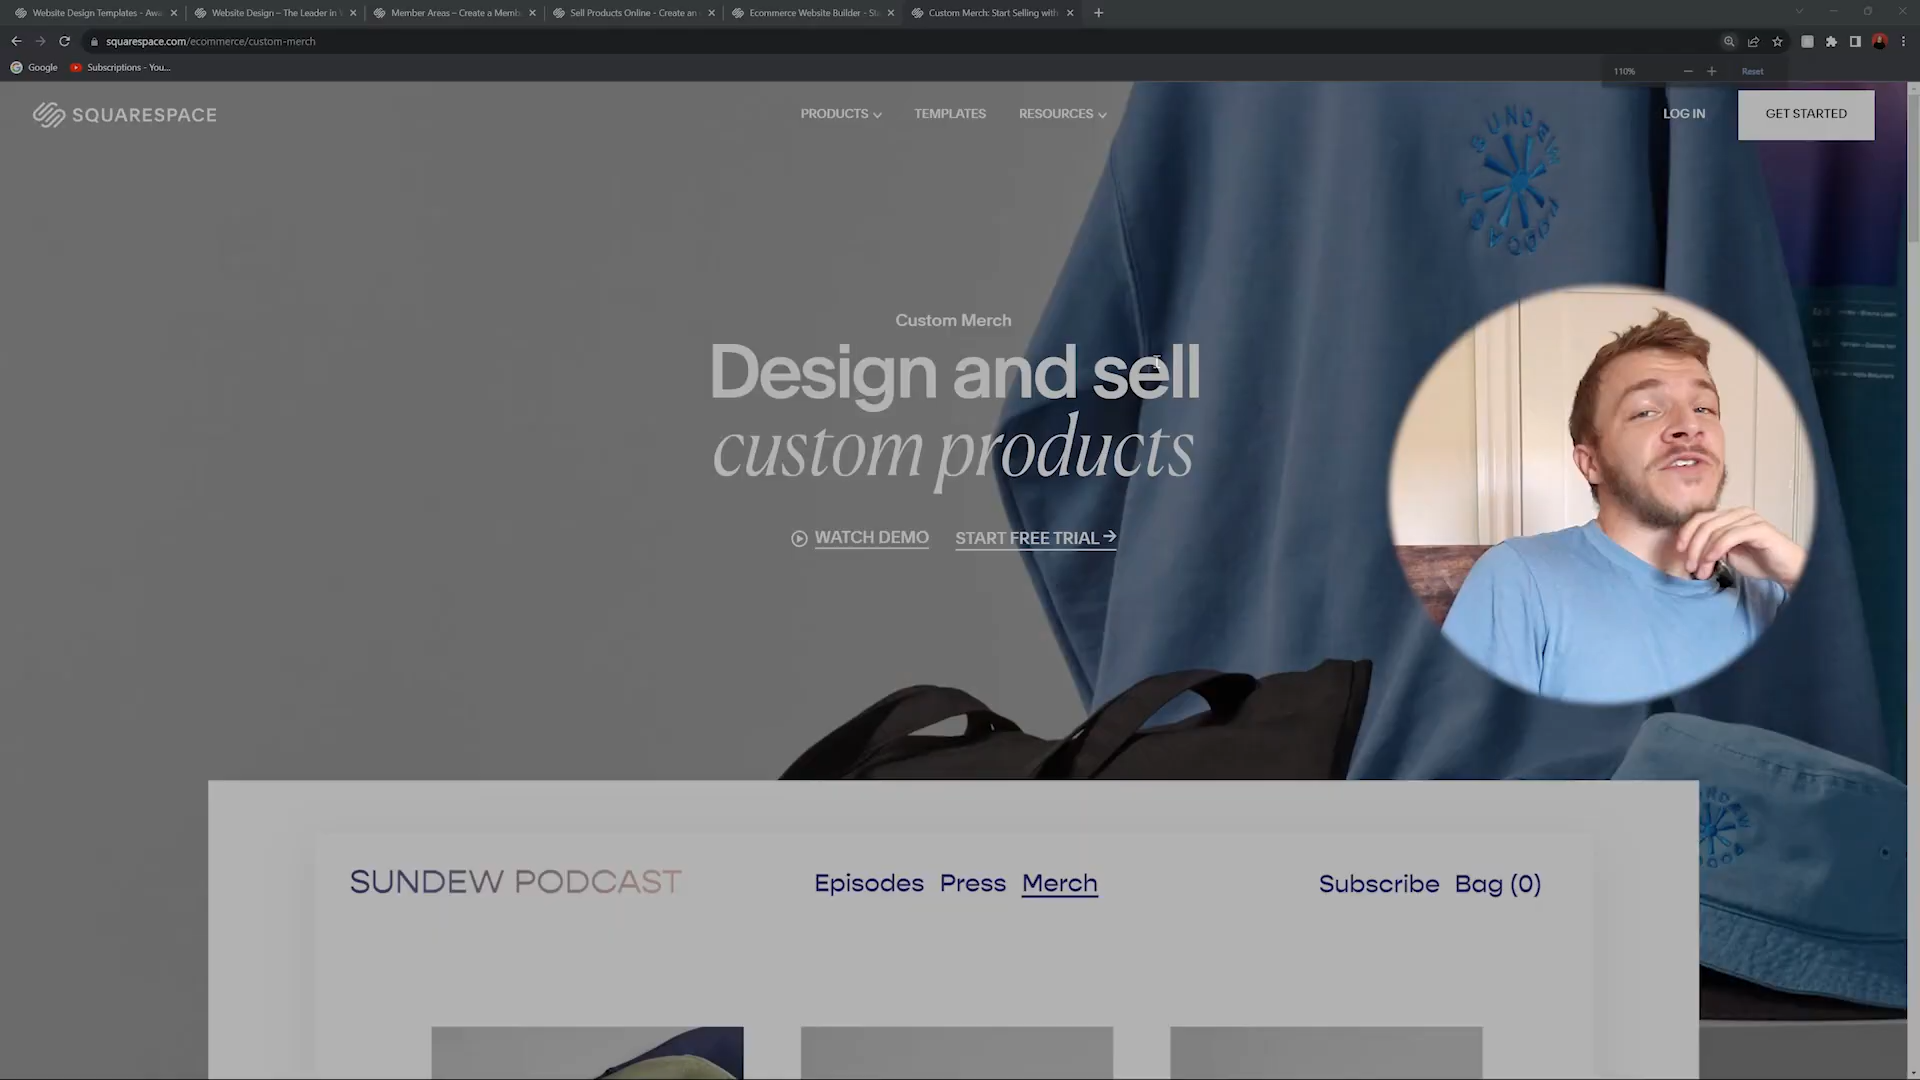 Website Design Templates - Awa
Website Design – The Leader in
Member Areas – Create a Memb
Sell Products Online - Create an
Ecommerce Website Builder - Sta
Custom Merch: Start Selling with
squarespace.com/ecommerce/custom-merch
Google
Subscriptions - You...
110%
Reset
SQUARESPACE
PRODUCTS
TEMPLATES
RESOURCES
LOG IN
GET STARTED
SUNDEW
PODCAST
Custom Merch
Design and sell
custom products
WATCH DEMO
START FREE TRIAL
SUNDEW PODCAST
Episodes
Press
Merch
Subscribe
Bag (0)